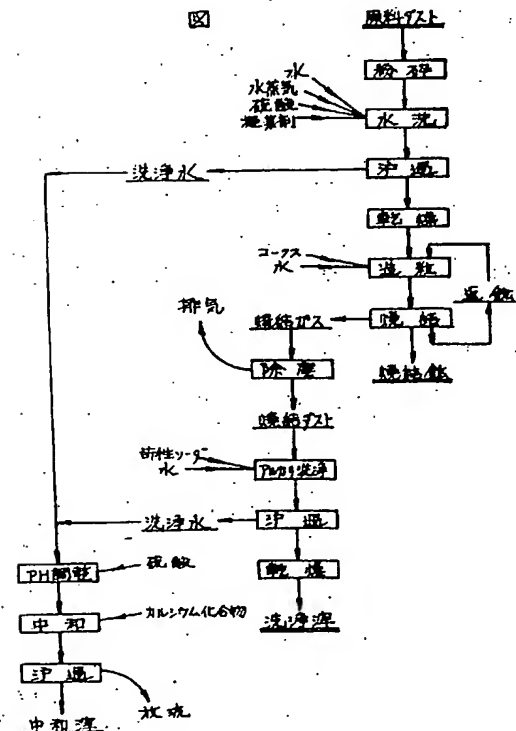 図
原料ダスト
粉砕
水
水蒸気
硫酸
凝集剤
水洗
洗浄水
沪過
乾燥
コークス
水
造粒
返鉱
排気
焼結ガス
焼結
除塵
焼結鉱
焼結ダスト
苛性ソーダ
水
アルカリ洗浄
洗浄水
沪過
PH調整
硫酸
乾燥
中和
カルシウム化合物
洗浄滓
沪過
放流
中和滓